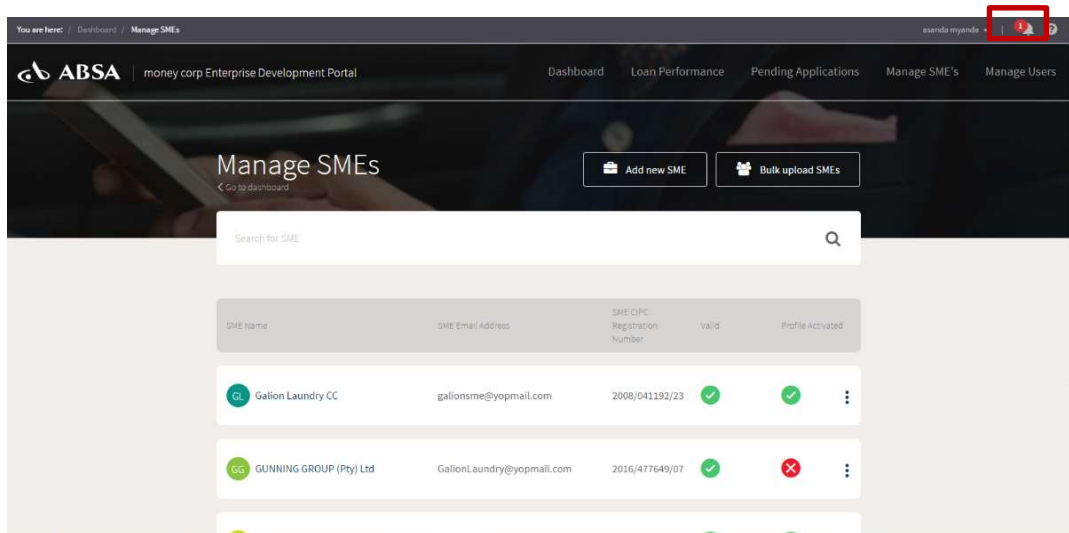 You are here: / Dashboard / Manage SMEs
asanda myanda | 1 ?
ABSA | money corp Enterprise Development Portal
Dashboard Loan Performance Pending Applications Manage SME's Manage Users
Manage SMEs
Go to dashboard
Add new SME
Bulk upload SMEs
Search for SME
SME Name
SME Email Address
SME CIPC
Registration
Number
Valid
Profile Activated
GL Galion Laundry CC galionsme@yopmail.com 2008/041192/23
GG GUNNING GROUP (Pty) Ltd GalionLaundry@yopmail.com 2016/477649/07